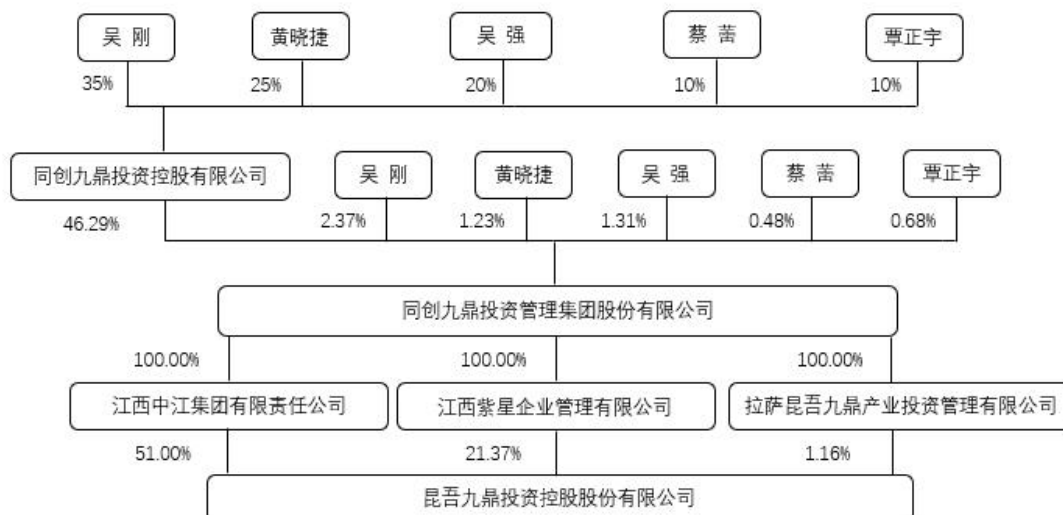 吴 刚
黄晓捷
吴 强
蔡 蕾
覃正宇
35%
25%
20%
10%
10%
同创九鼎投资控股有限公司
吴 刚
黄晓捷
吴 强
蔡 蕾
覃正宇
46.29%
2.37%
1.23%
1.31%
0.48%
0.68%
同创九鼎投资管理集团股份有限公司
100.00%
100.00%
100.00%
江西中江集团有限责任公司
江西紫星企业管理有限公司
拉萨昆吾九鼎产业投资管理有限公司
51.00%
21.37%
1.16%
昆吾九鼎投资控股股份有限公司